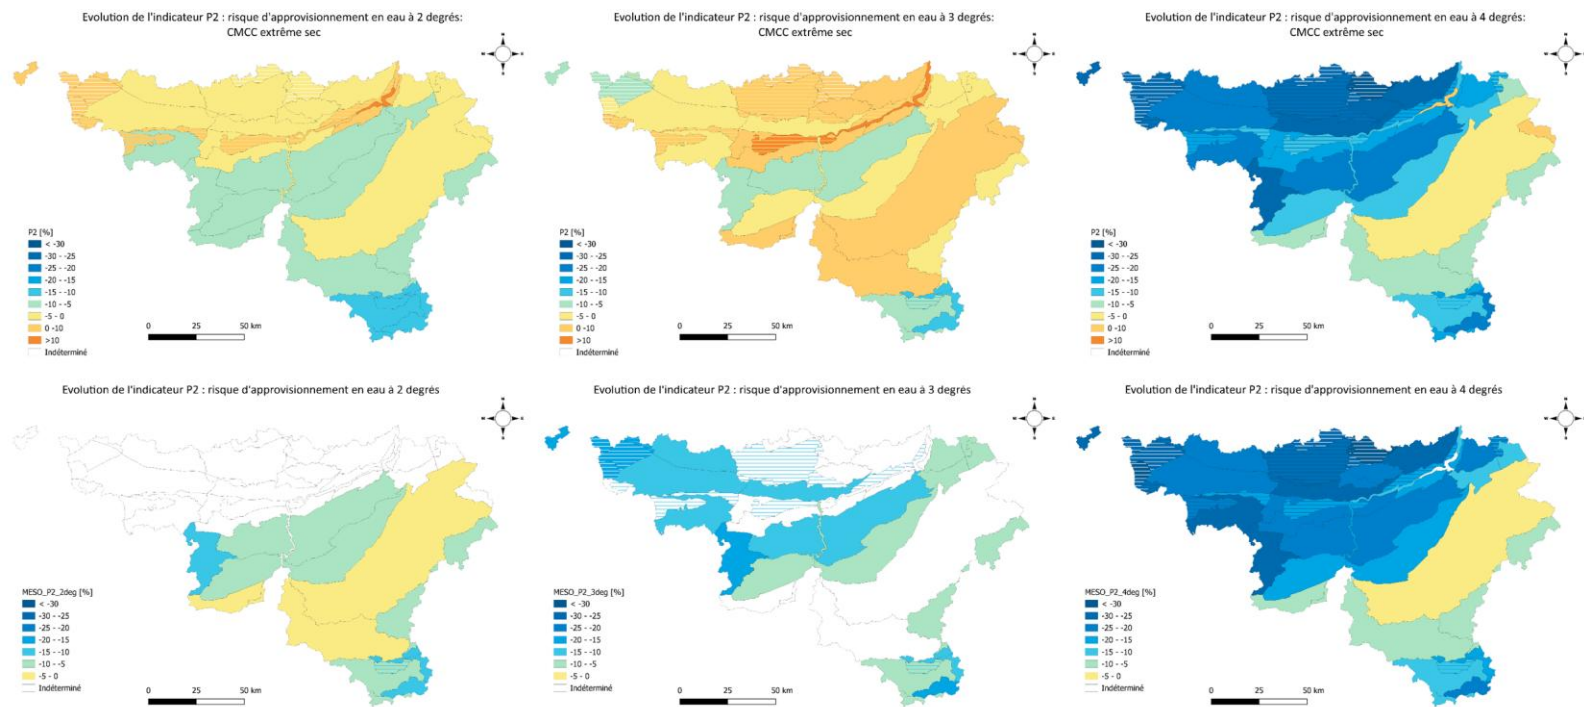 Evolution de l'indicateur P2 : risque d'approvisionnement en eau à 2 degrés:
CMCC extrême sec
N
W
E
S
P2 [%]
< -30
-30 - -25
-25 - -20
-20 - -15
-15 - -10
-10 - -5
-5 - 0
0 -10
>10
Indéterminé
0
25
50 km
Evolution de l'indicateur P2 : risque d'approvisionnement en eau à 3 degrés:
CMCC extrême sec
N
W
E
S
P2 [%]
< -30
-30 - -25
-25 - -20
-20 - -15
-15 - -10
-10 - -5
-5 - 0
0 -10
>10
Indéterminé
0
25
50 km
Evolution de l'indicateur P2 : risque d'approvisionnement en eau à 4 degrés:
CMCC extrême sec
N
W
E
S
P2 [%]
< -30
-30 - -25
-25 - -20
-20 - -15
-15 - -10
-10 - -5
-5 - 0
0 -10
>10
Indéterminé
0
25
50 km
Evolution de l'indicateur P2 : risque d'approvisionnement en eau à 2 degrés
N
W
E
S
MESO_P2_2deg [%]
< -30
-30 - -25
-25 - -20
-20 - -15
-15 - -10
-10 - -5
-5 - 0
Indéterminé
0
25
50 km
Evolution de l'indicateur P2 : risque d'approvisionnement en eau à 3 degrés
N
W
E
S
MESO_P2_3deg [%]
< -30
-30 - -25
-25 - -20
-20 - -15
-15 - -10
-10 - -5
-5 - 0
Indéterminé
0
25
50 km
Evolution de l'indicateur P2 : risque d'approvisionnement en eau à 4 degrés
N
W
E
S
MESO_P2_4deg [%]
< -30
-30 - -25
-25 - -20
-20 - -15
-15 - -10
-10 - -5
-5 - 0
Indéterminé
0
25
50 km